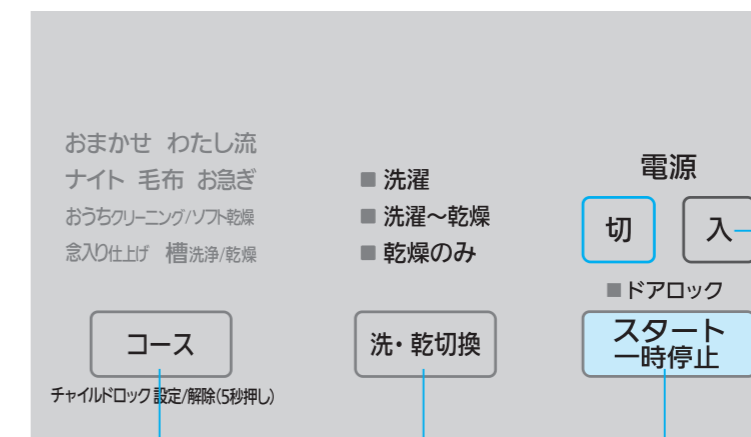 おまかせ わたし流
ナイト 毛布 お急ぎ
おうちクリーニング/ソフト乾燥
念入り仕上げ 槽洗浄/乾燥
コース
チャイルドロック設定/解除(5秒押し)
■洗濯
■洗濯~乾燥
■乾燥のみ
洗・乾切換
電源
切 入
■ドアロック
スタート
一時停止